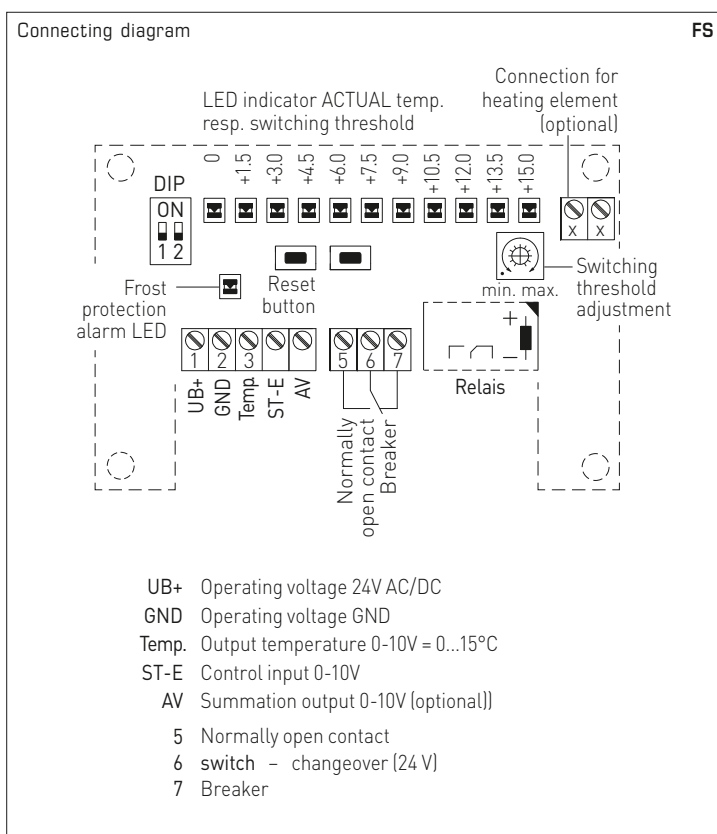 Connecting diagram
FS
Connection for
heating element
(optional)
LED indicator ACTUAL temp.
resp. switching threshold
0
+1.5
+3.0
+4.5
+6.0
+7.5
+9.0
+10.5
+12.0
+13.5
+15.0
DIP
ON
1 2
X X
Frost
protection
alarm LED
Reset
button
min. max.
Switching
threshold
adjustment
1 2 3
5 6 7
+
–
Relais
UB+
GND
Temp.
ST-E
AV
Normally
open contact
Breaker
UB+ Operating voltage 24V AC/DC
GND Operating voltage GND
Temp. Output temperature 0-10V = 0...15°C
ST-E Control input 0-10V
AV Summation output 0-10V (optional))
5 Normally open contact
6 switch – changeover (24 V)
7 Breaker